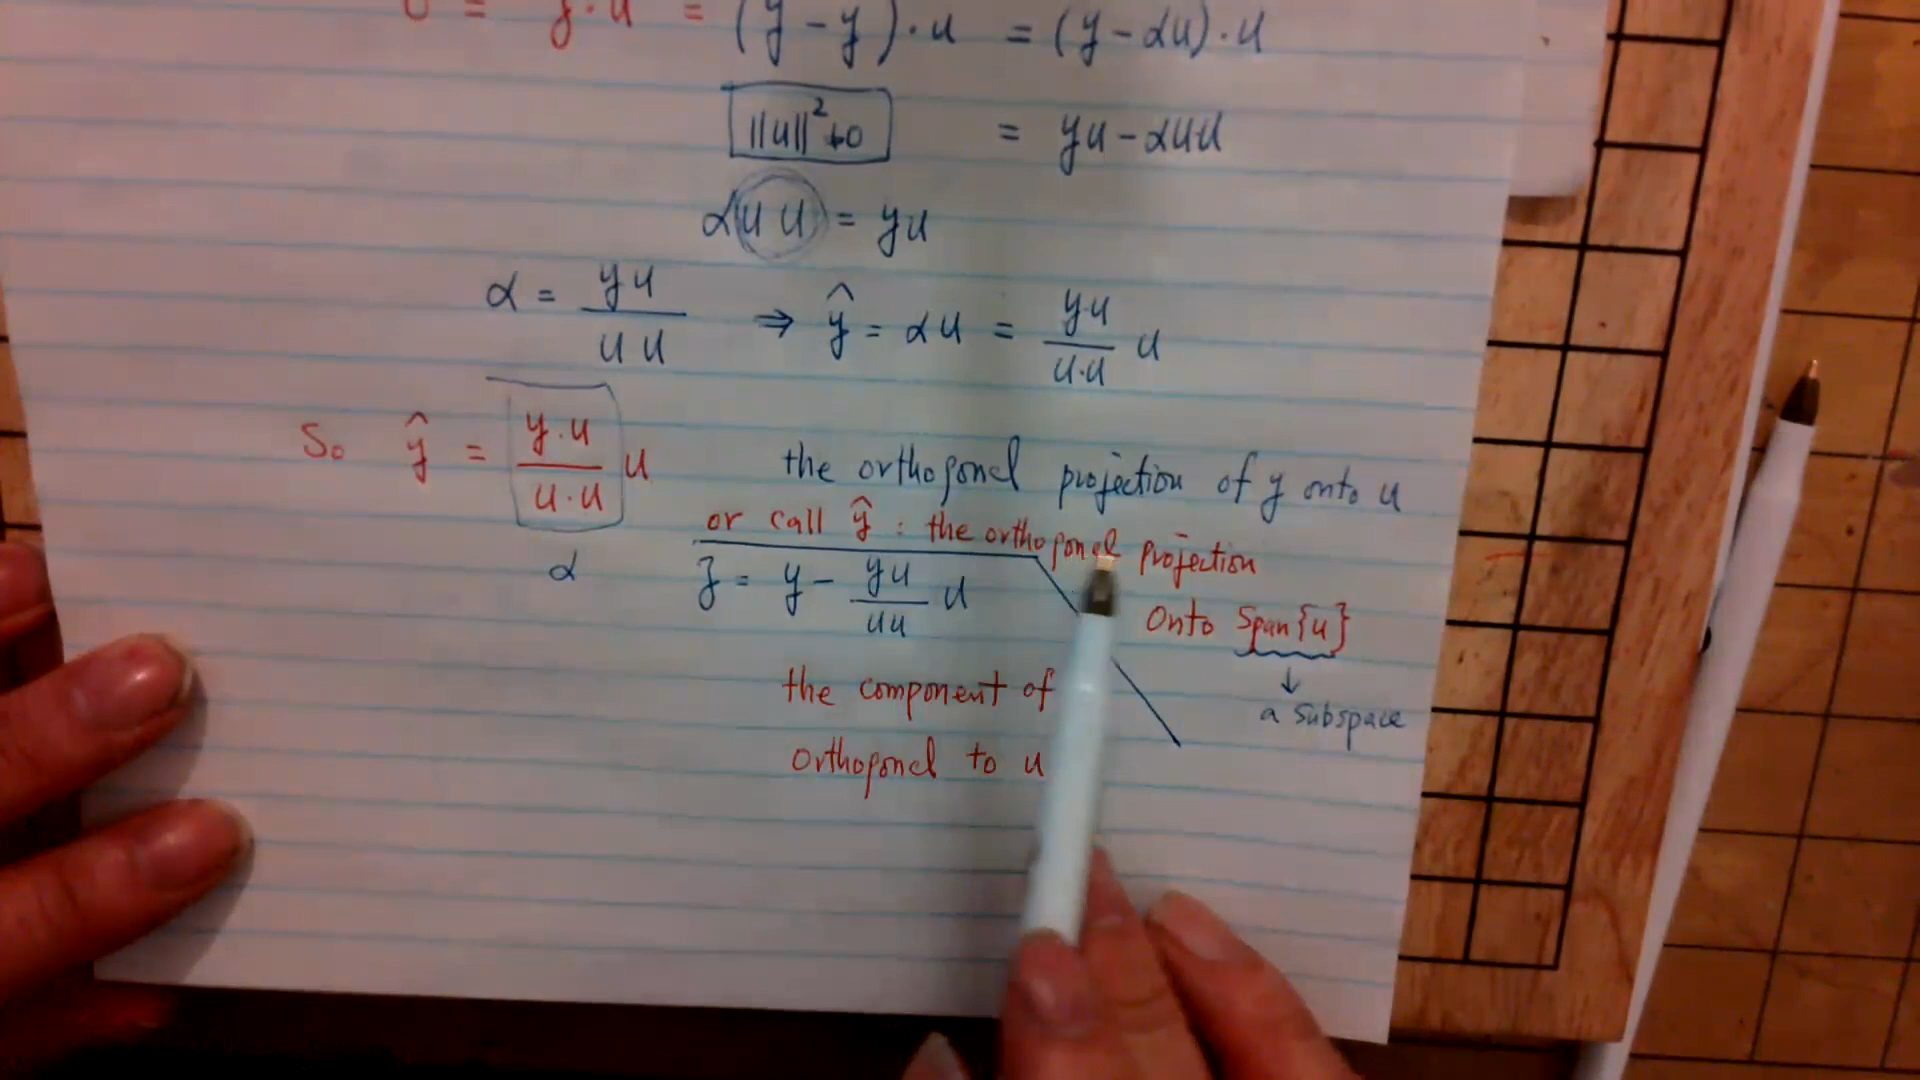 0 = z·u = (y-ŷ)·u = (y-αu)·u
||u||²≠0 = yu-αuu
αuu = yu
α = yu/uu ⇒ ŷ = αu = yu/u·u u
So ŷ = y·u/u·u u the orthogonal projection of y onto u
or call ŷ : the orthogonal projection
onto Span{u}
α z = y - yu/uu u
↓
a subspace
the component of
orthogonal to u